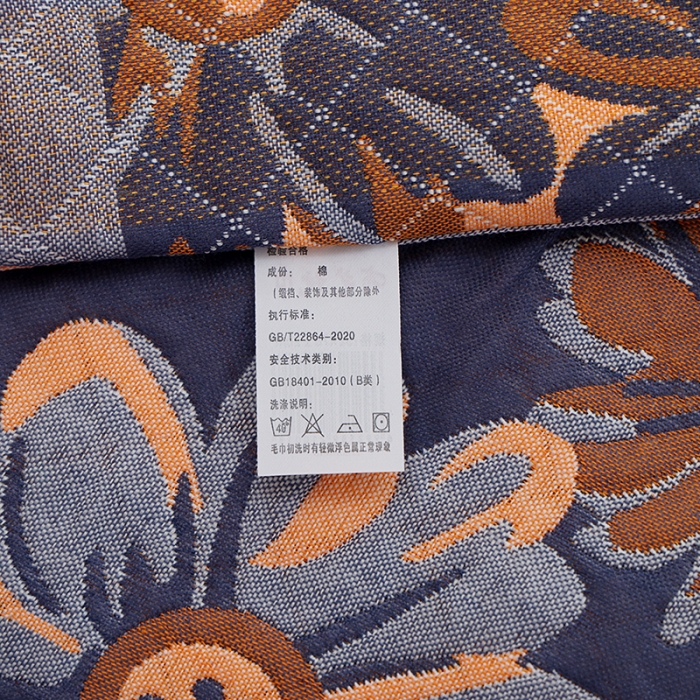 检验合格
成份： 棉
（缎档、装饰及其他部分除外
执行标准：
GB/T22864-2020
安全技术类别：
GB18401-2010（B类）
洗涤说明：
毛巾初洗时有轻微浮色属正常现象